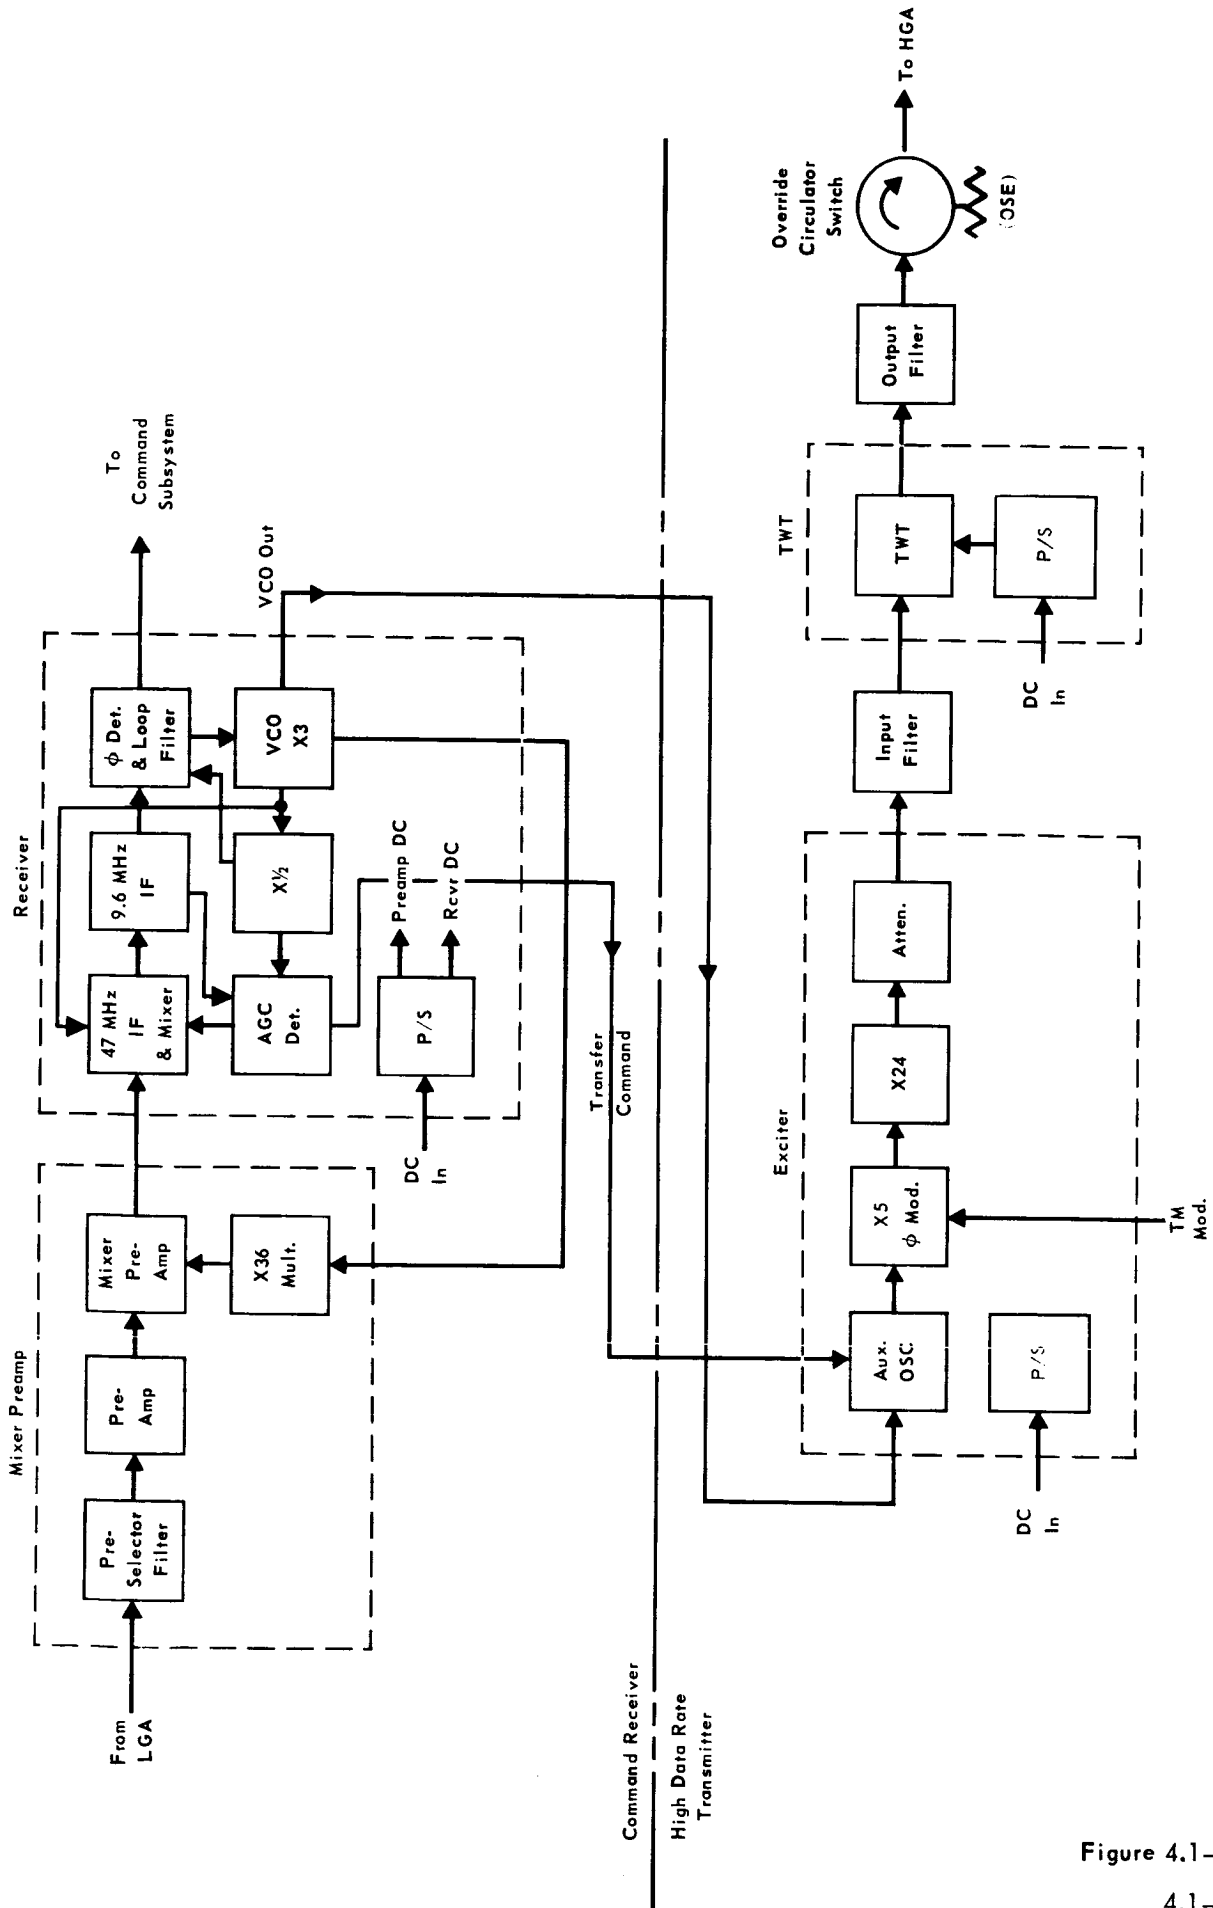 Mixer Preamp
From
LGA
Pre-
Selector
Filter
Pre-
Amp
Mixer
Pre-
Amp
X36
Mult.
Receiver
47 MHz
IF
& Mixer
9.6 MHz
IF
ϕ Det.
& Loop
Filter
To
Command
Subsystem
AGC
Det.
X½
VCO
X3
VCO Out
DC
In
P/S
Preamp DC
Rcvr DC
Transfer
Command
Command Receiver
High Data Rate
Transmitter
Exciter
Aux.
OSC.
X5
ϕ Mod.
X24
Atten.
Input
Filter
TWT
TWT
Output
Filter
Override
Circulator
Switch
To HGA
(OSE)
DC
In
P/S
TM
Mod.
DC
In
P/S
Figure 4.1-
4.1-